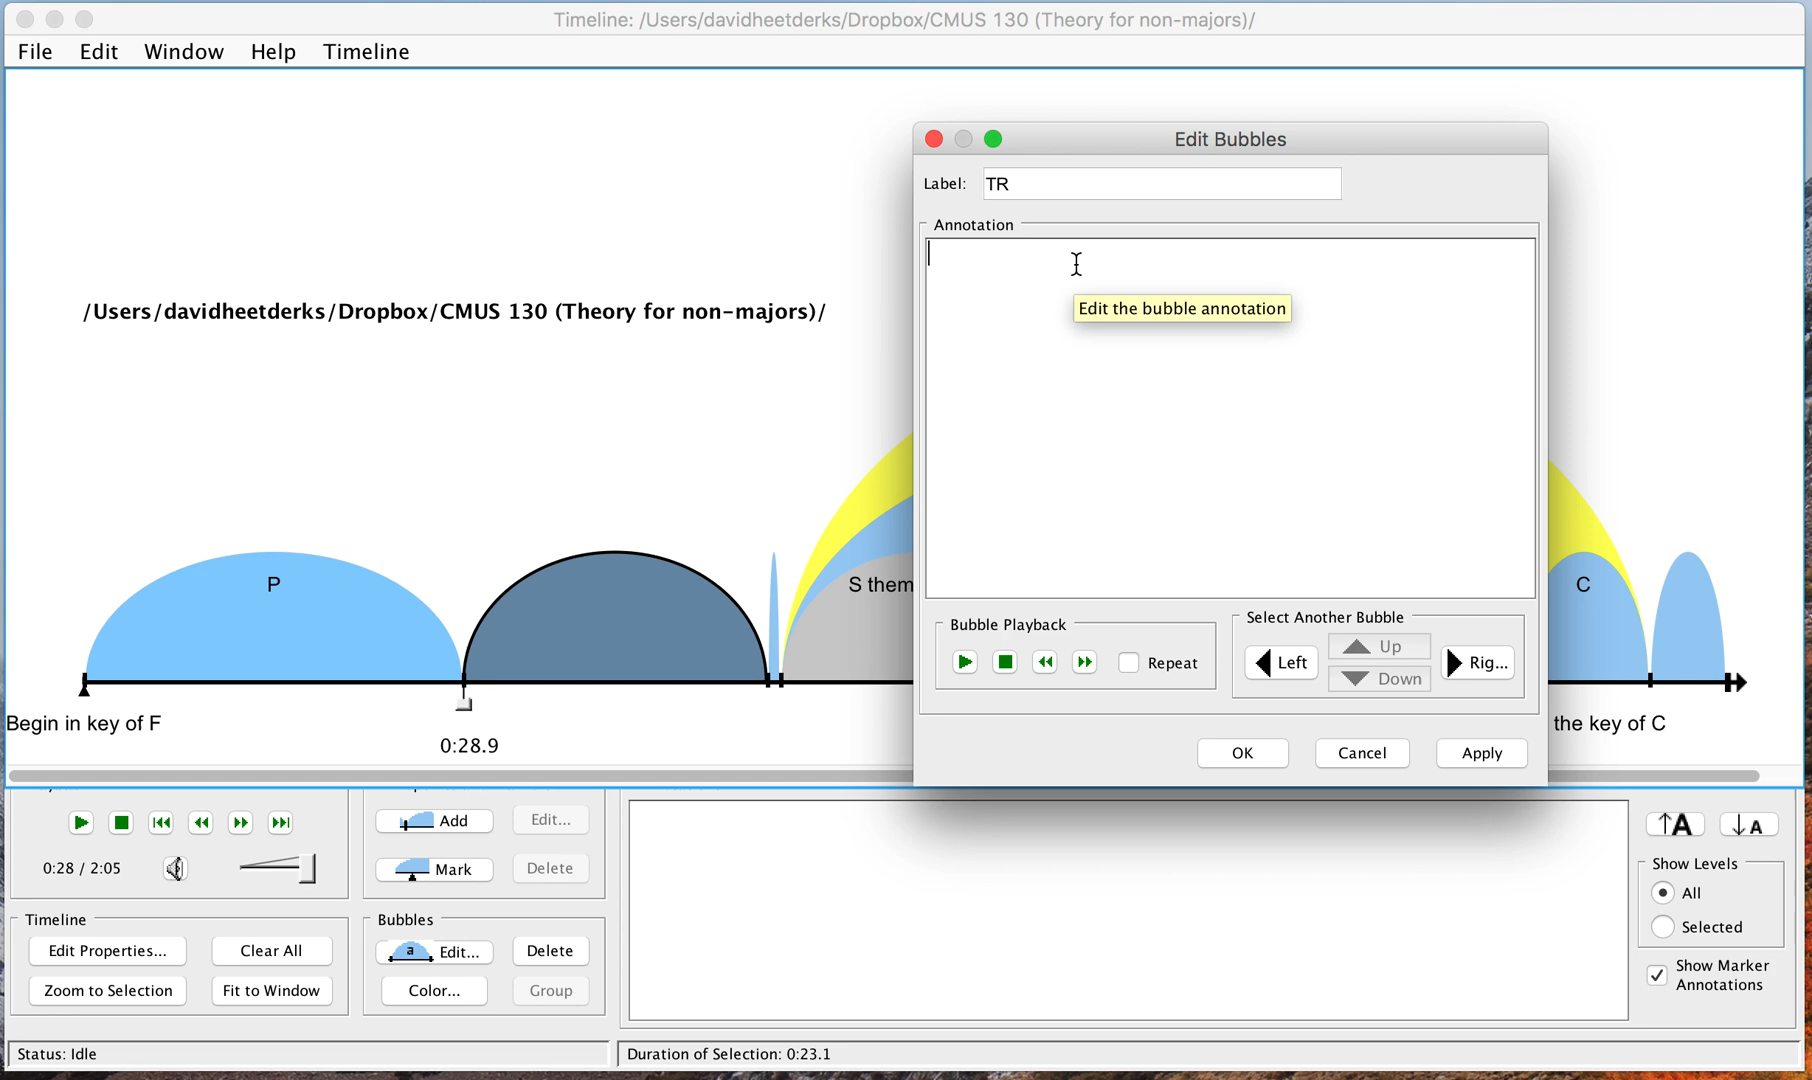 Timeline: /Users/davidheetderks/Dropbox/CMUS 130 (Theory for non-majors)/
File Edit Window Help Timeline
Edit Bubbles
Label: TR
Annotation
Edit the bubble annotation
/Users/davidheetderks/Dropbox/CMUS 130 (Theory for non-majors)/
P
S them
C
Bubble Playback
Repeat
Select Another Bubble
Left
Up
Down
Rig...
Begin in key of F
the key of C
0:28.9
OK Cancel Apply
Add Edit...
0:28 / 2:05
Mark Delete
A A
Show Levels
All
Selected
Show Marker
Annotations
Timeline
Edit Properties... Clear All
Zoom to Selection Fit to Window
Bubbles
a Edit... Delete
Color... Group
Status: Idle
Duration of Selection: 0:23.1